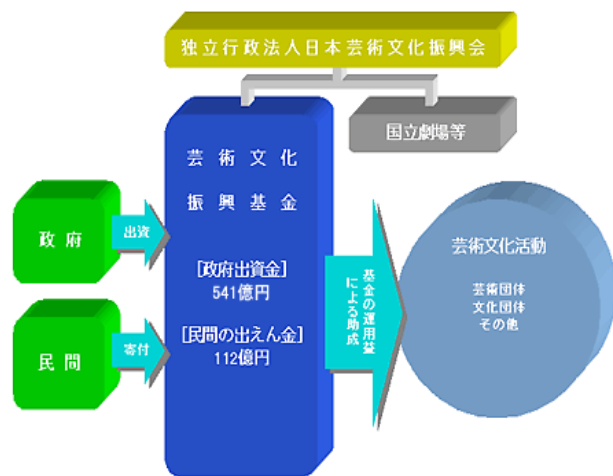 独立行政法人日本芸術文化振興会
国立劇場等
芸術文化
振興基金
[政府出資金]
541億円
[民間の出えん金]
112億円
政府
出資
民間
寄付
基金の運用益
による助成
芸術文化活動
芸術団体
文化団体
その他